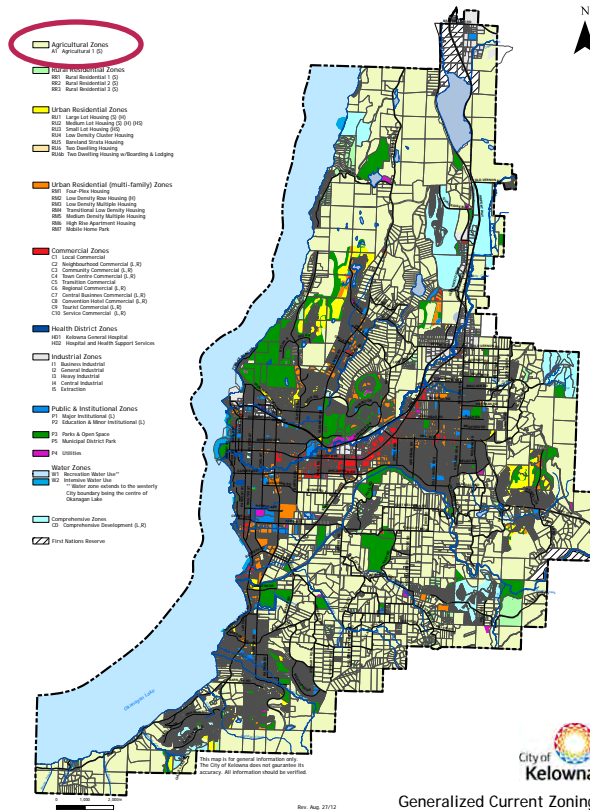 Agricultural Zones
A1 Agricultural 1 (S)
Rural Residential Zones
RR1 Rural Residential 1 (S)
RR2 Rural Residential 2 (S)
RR3 Rural Residential 3 (S)
Urban Residential Zones
RU1 Large Lot Housing (S) (H)
RU2 Medium Lot Housing (S) (H) (HS)
RU3 Small Lot Housing (HS)
RU4 Low Density Cluster Housing
RU5 Bareland Strata Housing
RU6 Two Dwelling Housing
RU6b Two Dwelling Housing w/Boarding & Lodging
Urban Residential (multi-family) Zones
RM1 Four-Plex Housing
RM2 Low Density Row Housing (H)
RM3 Low Density Multiple Housing
RM4 Transitional Low Density Housing
RM5 Medium Density Multiple Housing
RM6 High Rise Apartment Housing
RM7 Mobile Home Park
Commercial Zones
C1 Local Commercial
C2 Neighbourhood Commercial (L,R)
C3 Community Commercial (L,R)
C4 Town Centre Commercial (L,R)
C5 Transition Commercial
C6 Regional Commercial (L,R)
C7 Central Business Commercial (L,R)
C8 Convention Hotel Commercial (L,R)
C9 Tourist Commercial (L,R)
C10 Service Commercial (L,R)
Health District Zones
HD1 Kelowna General Hospital
HD2 Hospital and Health Support Services
Industrial Zones
I1 Business Industrial
I2 General Industrial
I3 Heavy Industrial
I4 Central Industrial
I5 Extraction
Public & Institutional Zones
P1 Major Institutional (L)
P2 Education & Minor Institutional (L)
P3 Parks & Open Space
P5 Municipal District Park
P4 Utilities
Water Zones
W1 Recreation Water Use**
W2 Intensive Water Use
** Water zone extends to the westerly
City boundary being the centre of
Okanagan Lake
Comprehensive Zones
CD Comprehensive Development (L,R)
First Nations Reserve
N
Okanagan Lake
This map is for general information only.
The City of Kelowna does not guarantee its
accuracy. All information should be verified.
0 1,000 2,000m
Rev. Aug. 27/12
City of
Kelowna
Generalized Current Zoning